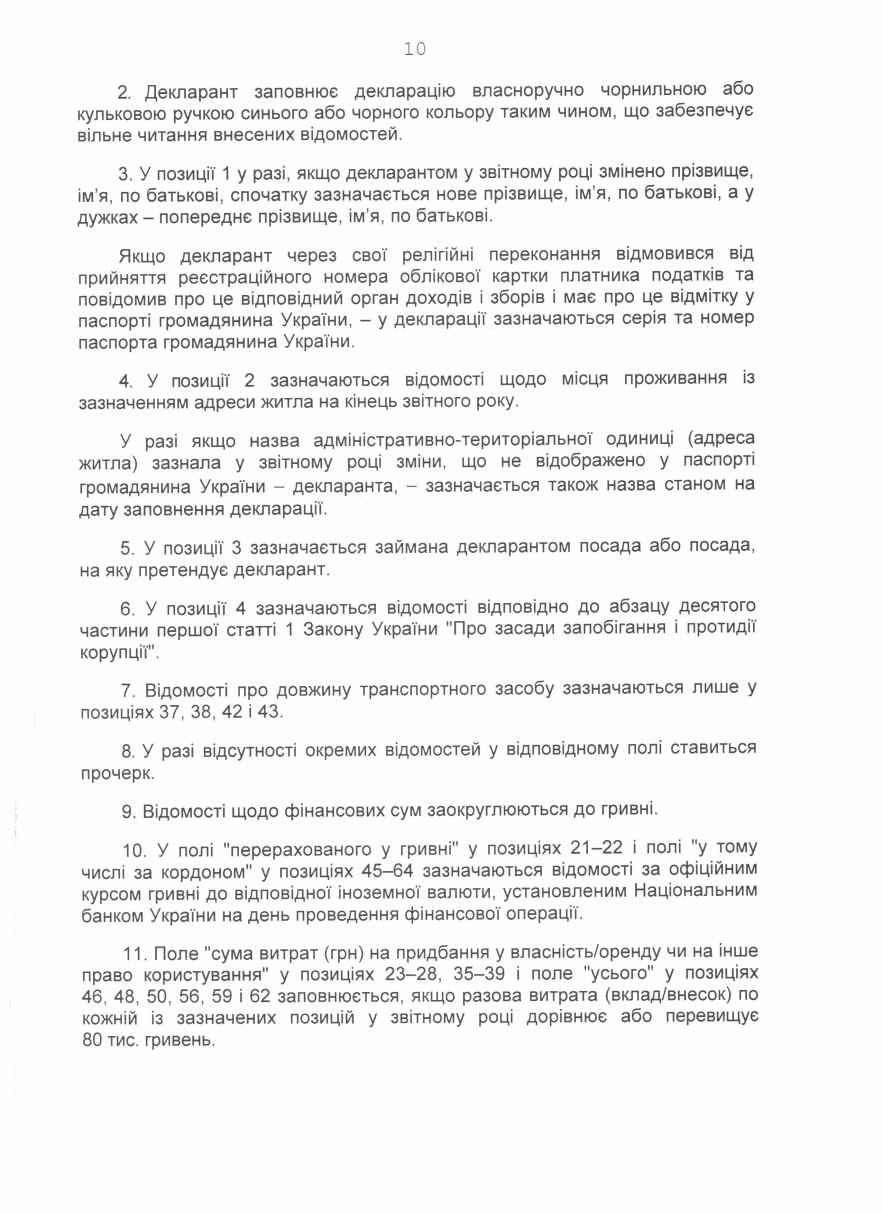 10
2. Декларант заповнює декларацію власноручно чорнильною або
кульковою ручкою синього або чорного кольору таким чином, що забезпечує
вільне читання внесених відомостей.
3. У позиції 1 у разі, якщо декларантом у звітному році змінено прізвище,
ім'я, по батькові, спочатку зазначається нове прізвище, ім'я, по батькові, а у
дужках – попереднє прізвище, ім'я, по батькові.
Якщо декларант через свої релігійні переконання відмовився від
прийняття реєстраційного номера облікової картки платника податків та
повідомив про це відповідний орган доходів і зборів і має про це відмітку у
паспорті громадянина України, – у декларації зазначаються серія та номер
паспорта громадянина України.
4. У позиції 2 зазначаються відомості щодо місця проживання із
зазначенням адреси житла на кінець звітного року.
У разі якщо назва адміністративно-територіальної одиниці (адреса
житла) зазнала у звітному році зміни, що не відображено у паспорті
громадянина України – декларанта, – зазначається також назва станом на
дату заповнення декларації.
5. У позиції 3 зазначається займана декларантом посада або посада,
на яку претендує декларант.
6. У позиції 4 зазначаються відомості відповідно до абзацу десятого
частини першої статті 1 Закону України "Про засади запобігання і протидії
корупції".
7. Відомості про довжину транспортного засобу зазначаються лише у
позиціях 37, 38, 42 і 43.
8. У разі відсутності окремих відомостей у відповідному полі ставиться
прочерк.
9. Відомості щодо фінансових сум заокруглюються до гривні.
10. У полі "перерахованого у гривні" у позиціях 21–22 і полі "у тому
числі за кордоном" у позиціях 45–64 зазначаються відомості за офіційним
курсом гривні до відповідної іноземної валюти, установленим Національним
банком України на день проведення фінансової операції.
11. Поле "сума витрат (грн) на придбання у власність/оренду чи на інше
право користування" у позиціях 23–28, 35–39 і поле "усього" у позиціях
46, 48, 50, 56, 59 і 62 заповнюється, якщо разова витрата (вклад/внесок) по
кожній із зазначених позицій у звітному році дорівнює або перевищує
80 тис. гривень.